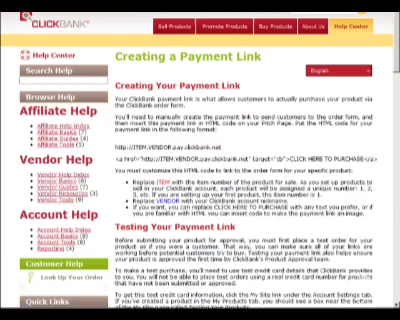 CLICKBANK
Sell Products
Promote Products
Buy Products
About Us
Help Center
Help Center
Search Help
Browse Help
Affiliate Help
Affiliate Help Index
Affiliate Basics (7)
Affiliate Guides (4)
Affiliate Tools (5)
Vendor Help
Vendor Help Index
Vendor Basics (6)
Vendor Guides (7)
Vendor Resources (3)
Vendor Tools (9)
Account Help
Account Help Index
Account Basics (9)
Account Tools (8)
Reporting (4)
Customer Help
Look Up Your Order
Quick Links
Creating a Payment Link
English
Creating Your Payment Link
Your ClickBank payment link is what allows customers to actually purchase your product via
the ClickBank order form.
You'll need to manually create the payment link to send customers to the order form, and
then insert this payment link in HTML code on your Pitch Page. Put the HTML code for your
payment link in the following format:
http://ITEM.VENDOR.pay.clickbank.net
<a href="http://ITEM.VENDOR.pay.clickbank.net" target="cb">CLICK HERE TO PURCHASE</a>
You must customize this HTML code to link to the order form for your specific product:
Replace ITEM with the item number of the product for sale. As you set up products to
sell in your ClickBank account, each product will be assigned a unique number: 1, 2,
3, etc. If you are setting up your first product, the item number is 1.
Replace VENDOR with your ClickBank account nickname.
If you want, you can replace CLICK HERE TO PURCHASE with any text you prefer, or if
you are familiar with HTML you can insert code to make the payment link an image.
Testing Your Payment Link
Before submitting your product for approval, you must first place a test order for your
product as if you were a customer. That way, you can make sure all of your links are
working before potential customers try to buy. Testing your payment link also helps ensure
your product is approved the first time by ClickBank's Product Approval team.
To make a test purchase, you'll need to use test credit card details that ClickBank provides
to you. You will not be able to place test orders using a real credit card number for products
that have not been submitted or approved.
To get this test credit card information, click the My Site link under the Account Settings tab.
If you've created a product in the My Products tab, you should see a box near the bottom